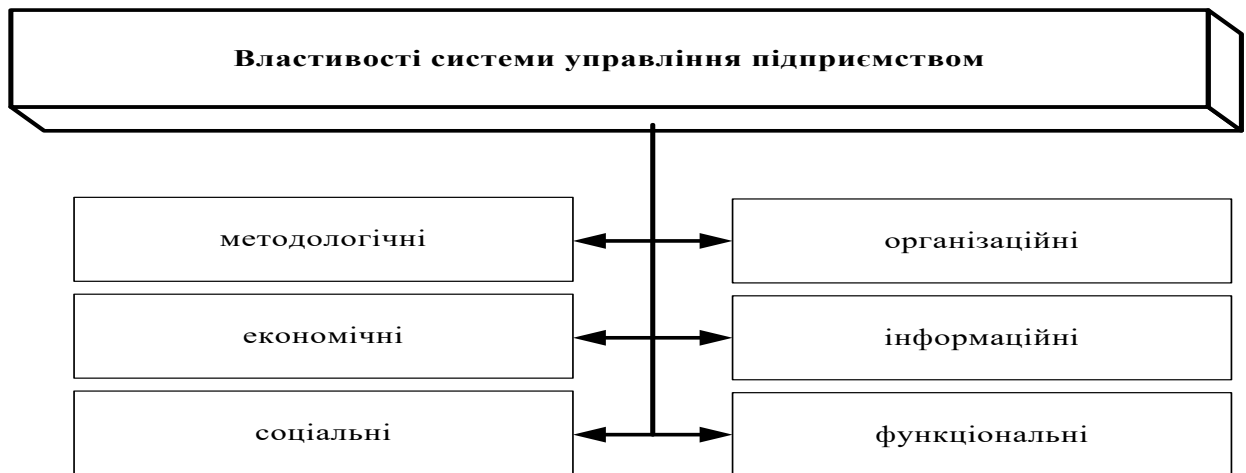 Властивості системи управління підприємством
методологічні
організаційні
економічні
інформаційні
соціальні
функціональні